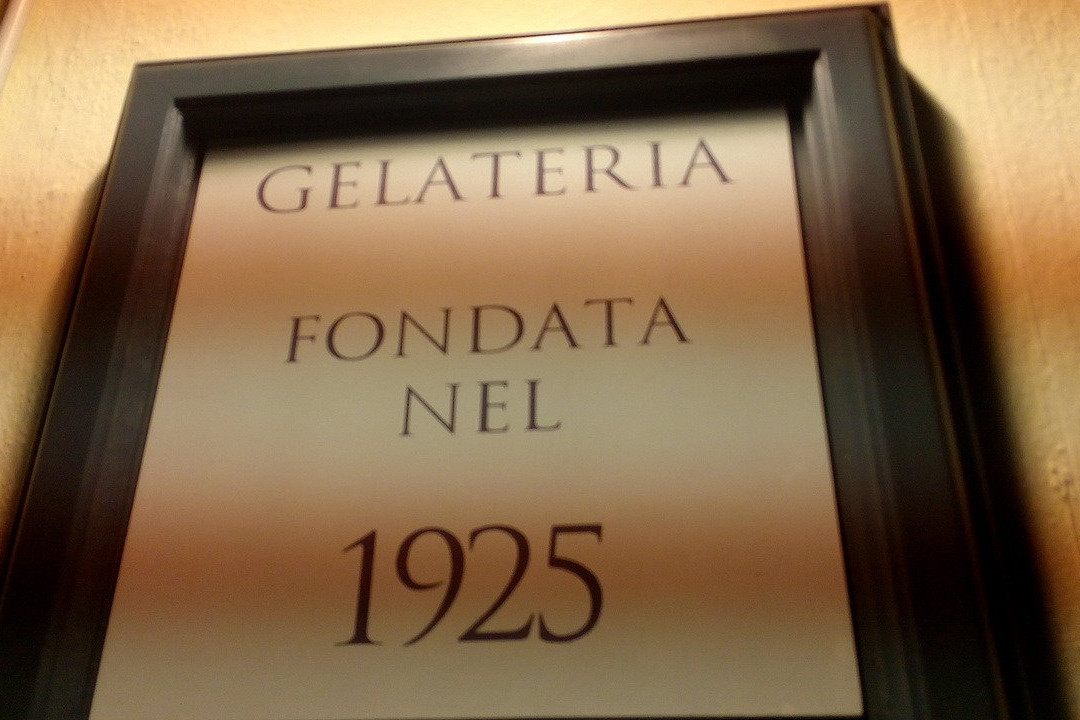 GELATERIA
FONDATA
NEL
1925